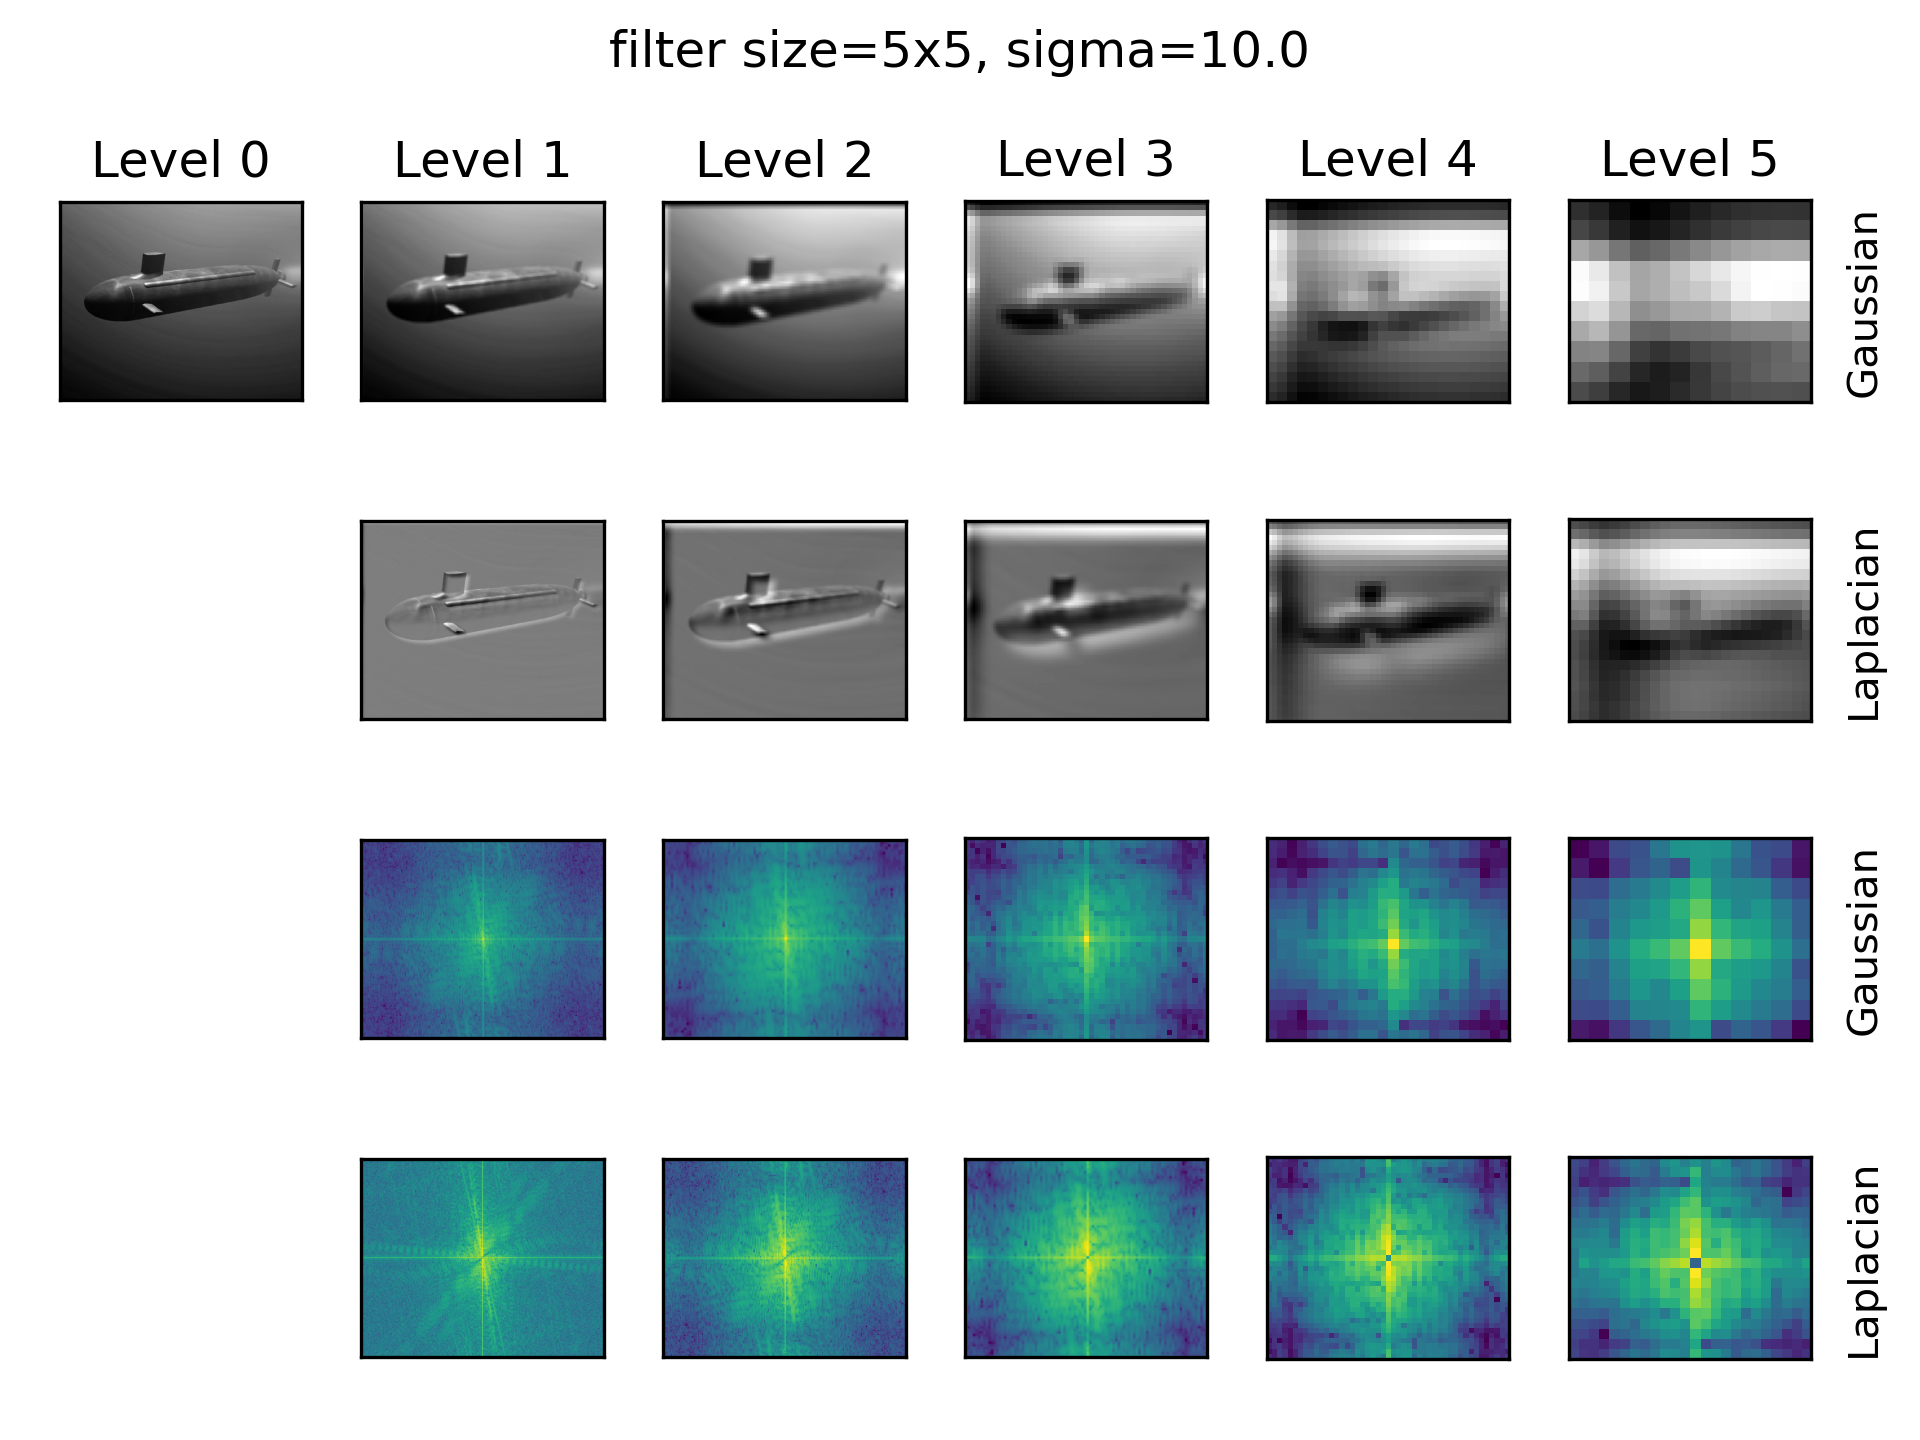 filter size=5x5, sigma=10.0
Level 0
Level 1
Level 2
Level 3
Level 4
Level 5
Gaussian
Laplacian
Gaussian
Laplacian